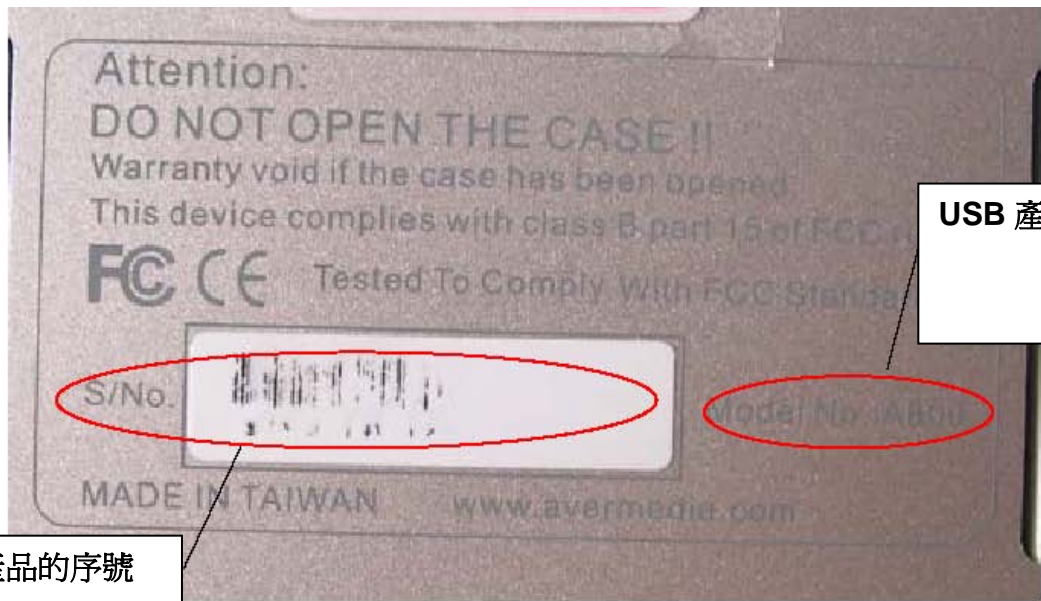 Attention:
DO NOT OPEN THE CASE !!
Warranty void if the case has been opened
This device complies with class B part 15 of FCC
USB 產
FC CE Tested To Comply With FCC Standa
S/No.
Model No.:A800
MADE IN TAIWAN www.avermedia.com
產品的序號